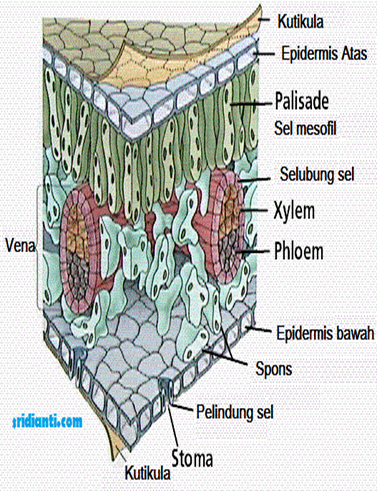 Kutikula
Epidermis Atas
Palisade
Sel mesofil
Selubung sel
Xylem
Vena
Phloem
Epidermis bawah
Spons
Pelindung sel
sridianti.com
Stoma
Kutikula